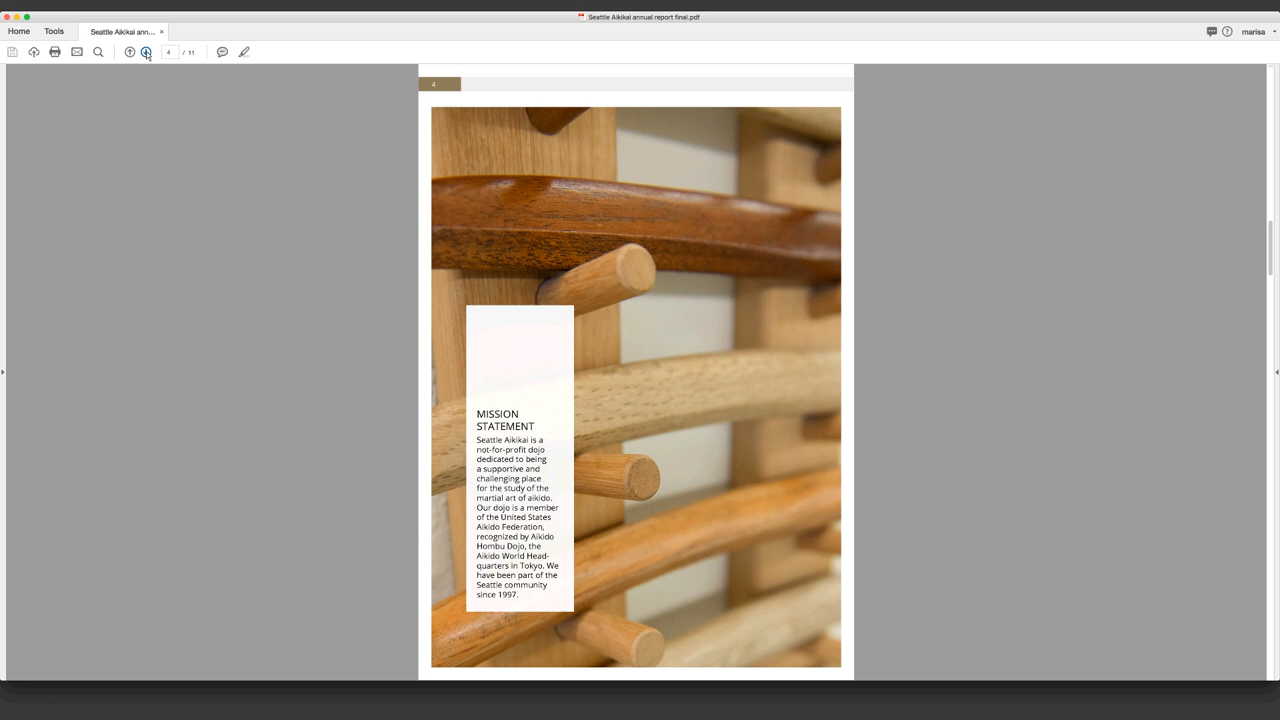 Seattle Aikikai annual report final.pdf
Home
Tools
Seattle Aikikai ann... ×
marisa
4 / 11
4
MISSION
STATEMENT
Seattle Aikikai is a
not-for-profit dojo
dedicated to being
a supportive and
challenging place
for the study of the
martial art of aikido.
Our dojo is a member
of the United States
Aikido Federation,
recognized by Aikido
Hombu Dojo, the
Aikido World Head-
quarters in Tokyo. We
have been part of the
Seattle community
since 1997.